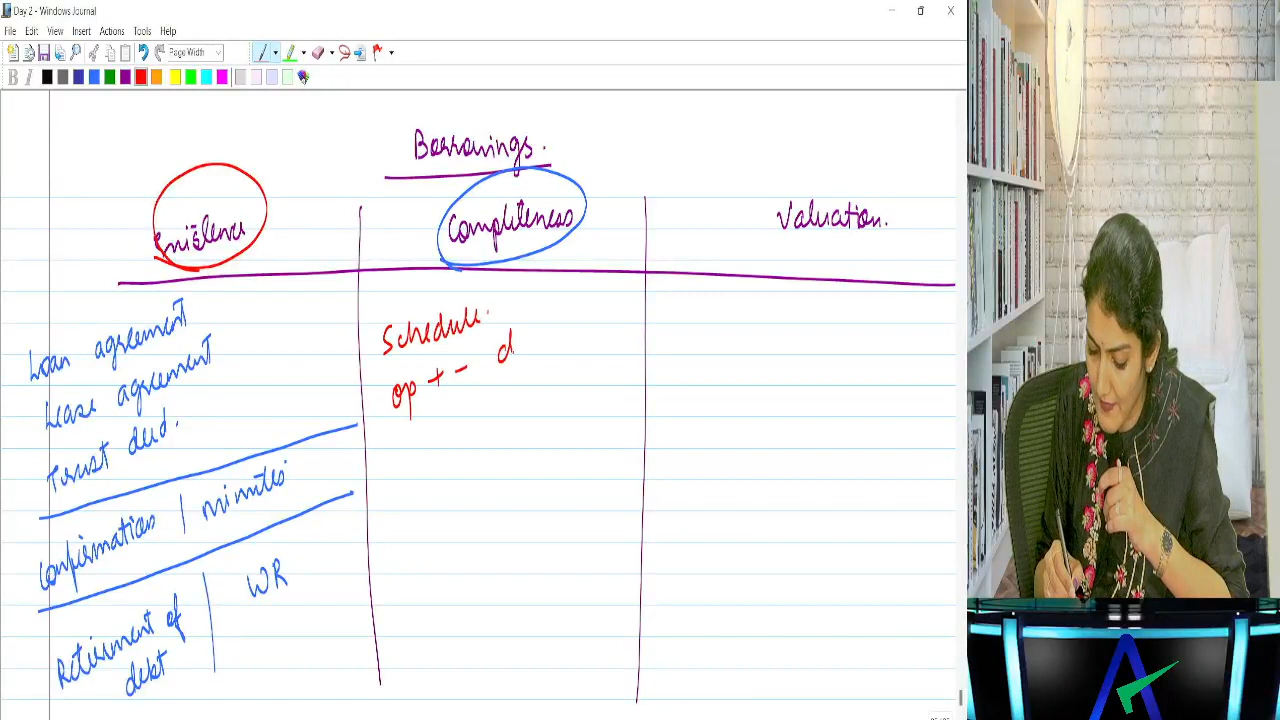 Day 2 - Windows Journal
File Edit View Insert Actions Tools Help
Page Width
B I
Borrowings.
Existence
Completeness
Valuation.
Loan agreement
Lease agreement
Trust deed.
Confirmation | minutes
Retirement of debt | WR
Schedule.
Op + - cl